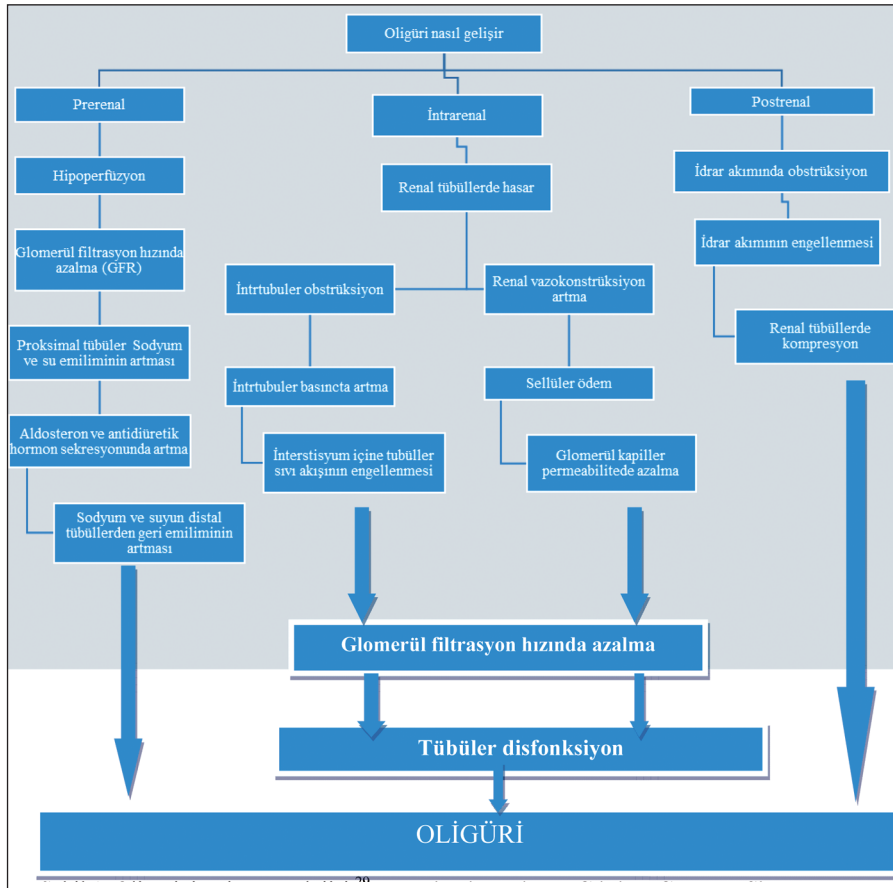 Oligüri nasıl gelişir
Prerenal
Hipoperfüzyon
Glomerül filtrasyon hızında
azalma (GFR)
Proksimal tübüler Sodyum
ve su emiliminin artması
Aldosteron ve antidiüretik
hormon sekresyonunda artma
Sodyum ve suyun distal
tübüllerden geri emiliminin
artması
İntrarenal
Renal tübüllerde hasar
İntrtubuler obstrüksiyon
İntrtubuler basıncta artma
İnterstisyum içine tubüller
sıvı akışının engellenmesi
Renal vazokonstrüksiyon
artma
Sellüler ödem
Glomerül kapiller
permeabilitede azalma
Postrenal
İdrar akımında obstrüksiyon
İdrar akımının engellenmesi
Renal tübüllerde
kompresyon
Glomerül filtrasyon hızında azalma
Tübüler disfonksiyon
OLİGÜRİ
29